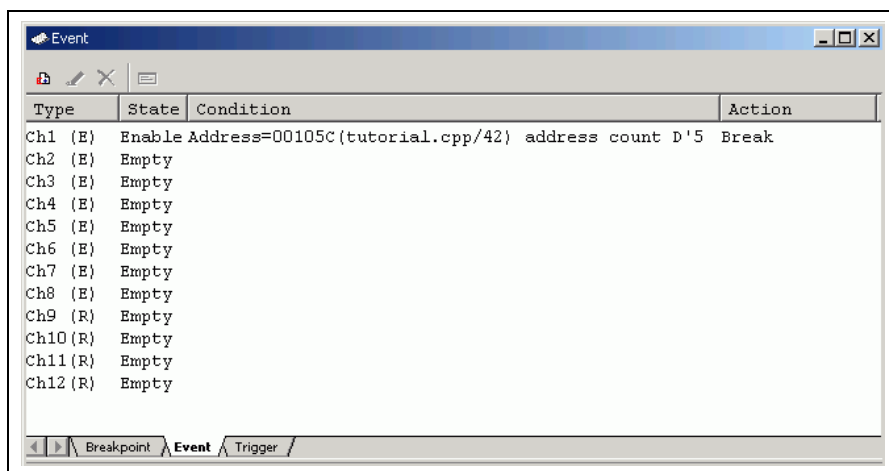 Event
Type State Condition Action
Ch1 (E) Enable Address=00105C(tutorial.cpp/42) address count D'5 Break
Ch2 (E) Empty
Ch3 (E) Empty
Ch4 (E) Empty
Ch5 (E) Empty
Ch6 (E) Empty
Ch7 (E) Empty
Ch8 (E) Empty
Ch9 (R) Empty
Ch10(R) Empty
Ch11(R) Empty
Ch12(R) Empty
Breakpoint Event Trigger